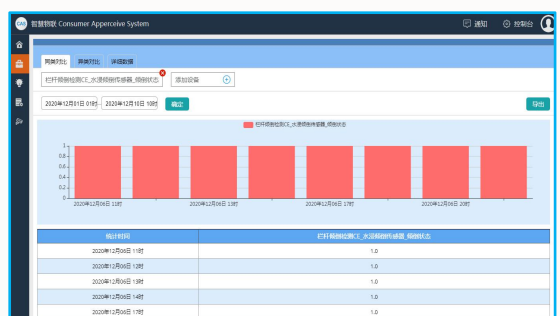 CAS 智慧物联 Consumer Apperceive System 通知 控制台
同类对比 异类对比 详细数据
栏杆倾倒检测CE_水浸倾倒传感器_倾倒状态 添加设备
2020年12月01日 01时 - 2020年12月10日 10时 确定 导出
栏杆倾倒检测CE_水浸倾倒传感器_倾倒状态
1
0.8
0.6
0.4
0.2
0
2020年12月06日 11时 2020年12月06日 13时 2020年12月06日 17时 2020年12月06日 20时
统计时间 栏杆倾倒检测CE_水浸倾倒传感器_倾倒状态
2020年12月06日 11时 1.0
2020年12月06日 12时 1.0
2020年12月06日 13时 1.0
2020年12月06日 14时 1.0
2020年12月06日 17时 1.0